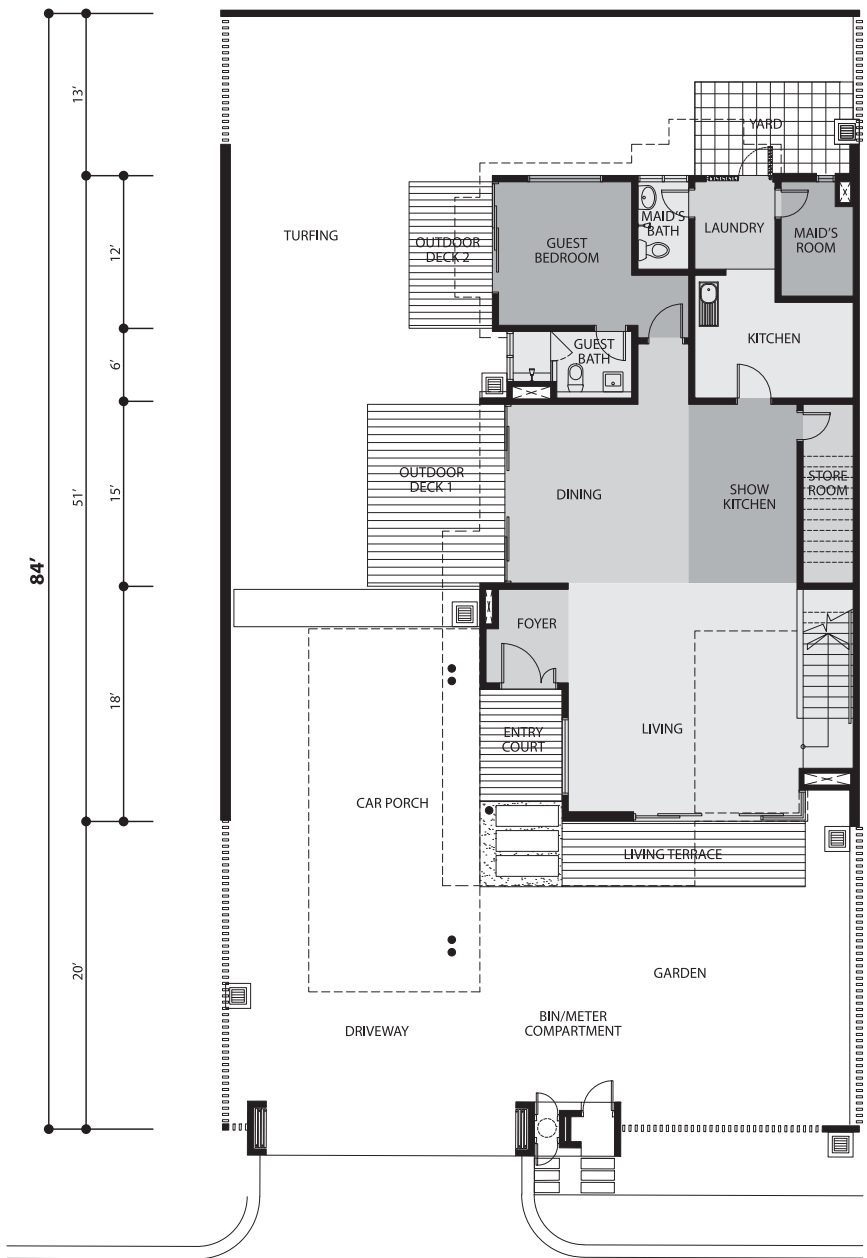 13'
YARD
TURFING
12'
OUTDOOR
DECK 2
GUEST
BEDROOM
MAID'S
BATH
LAUNDRY
MAID'S
ROOM
KITCHEN
6'
GUEST
BATH
84'
51'
15'
OUTDOOR
DECK 1
DINING
SHOW
KITCHEN
STORE
ROOM
FOYER
18'
ENTRY
COURT
LIVING
CAR PORCH
LIVING TERRACE
20'
GARDEN
DRIVEWAY
BIN/METER
COMPARTMENT